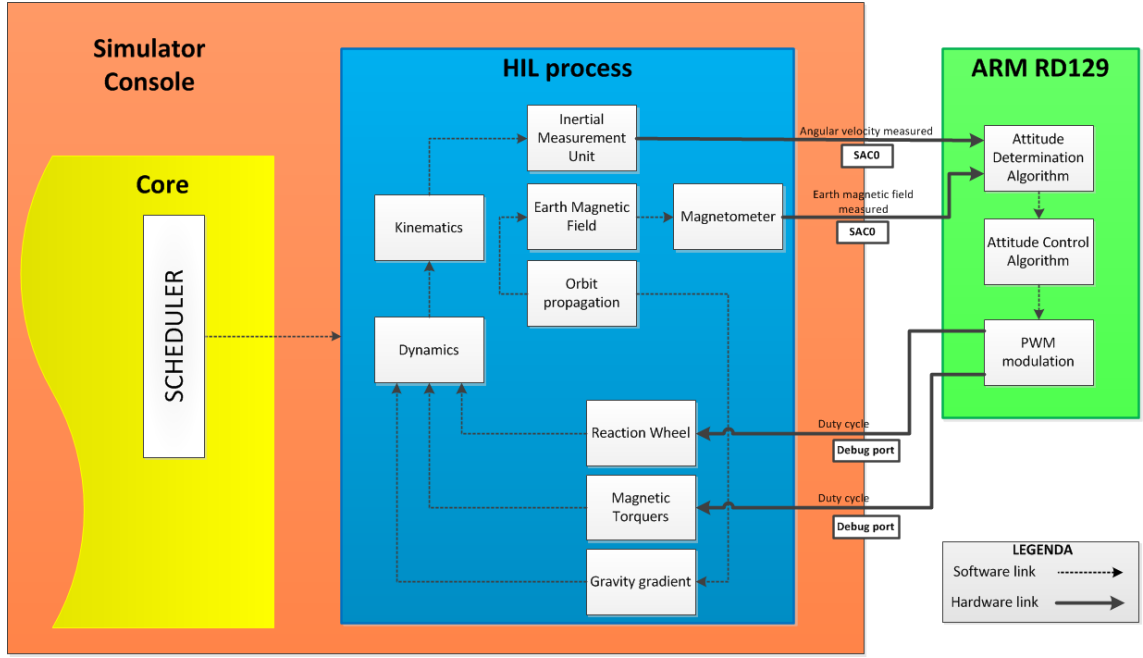 Simulator
Console
Core
SCHEDULER
HIL process
Inertial
Measurement
Unit
Kinematics
Earth Magnetic
Field
Magnetometer
Orbit
propagation
Dynamics
Reaction Wheel
Magnetic
Torquers
Gravity gradient
Angular velocity measured
SAC0
Earth magnetic field
measured
SAC0
Duty cycle
Debug port
Duty cycle
Debug port
ARM RD129
Attitude
Determination
Algorithm
Attitude Control
Algorithm
PWM
modulation
LEGENDA
Software link
Hardware link